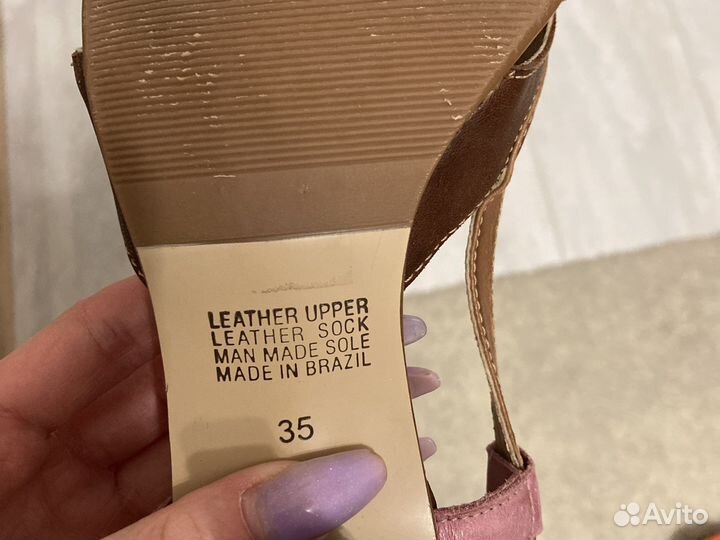 LEATHER UPPER
LEATHER SOCK
MAN MADE SOLE
MADE IN BRAZIL
35
Avito